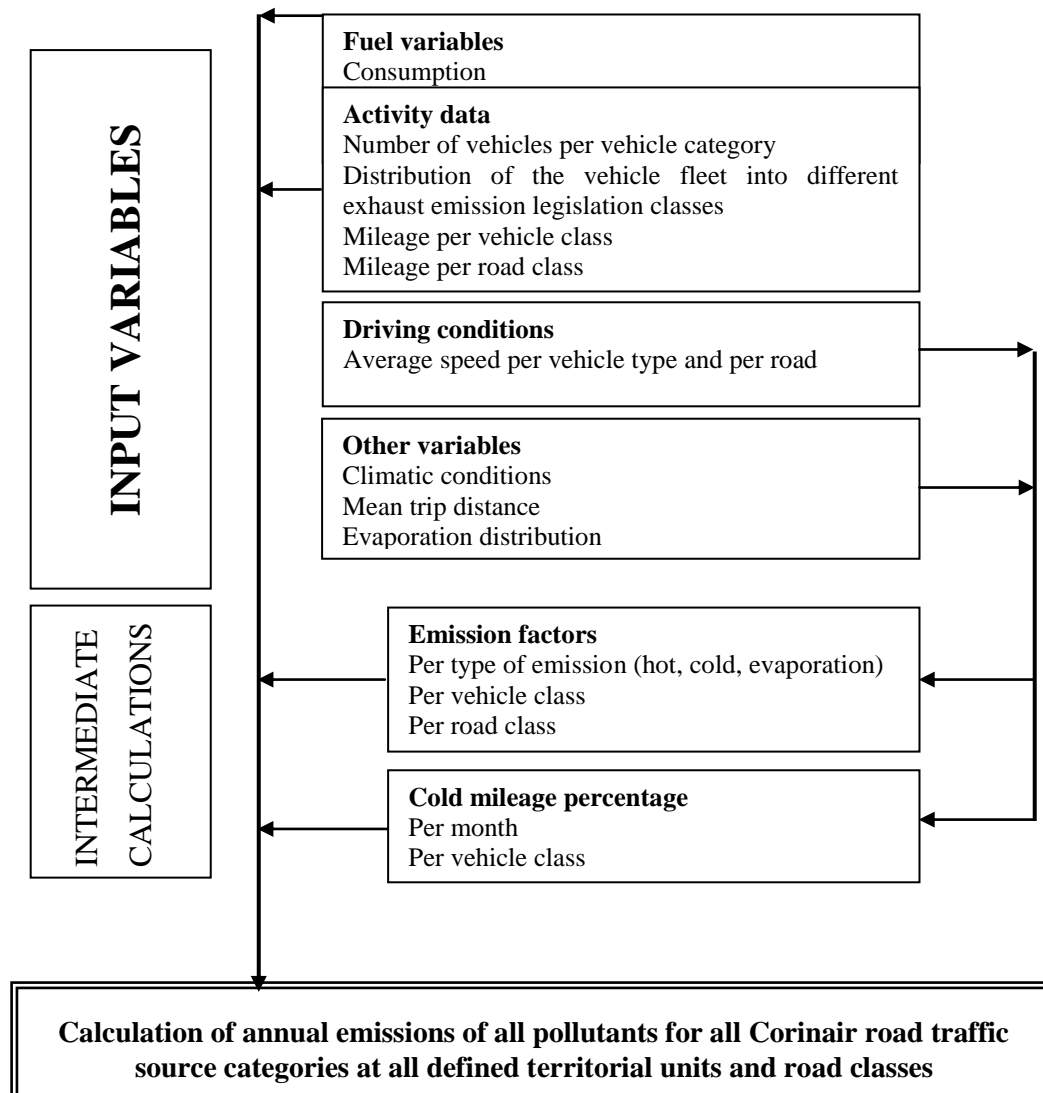 INPUT VARIABLES
Fuel variables
Consumption
Activity data
Number of vehicles per vehicle category
Distribution of the vehicle fleet into different
exhaust emission legislation classes
Mileage per vehicle class
Mileage per road class
Driving conditions
Average speed per vehicle type and per road
Other variables
Climatic conditions
Mean trip distance
Evaporation distribution
INTERMEDIATE
CALCULATIONS
Emission factors
Per type of emission (hot, cold, evaporation)
Per vehicle class
Per road class
Cold mileage percentage
Per month
Per vehicle class
Calculation of annual emissions of all pollutants for all Corinair road traffic
source categories at all defined territorial units and road classes